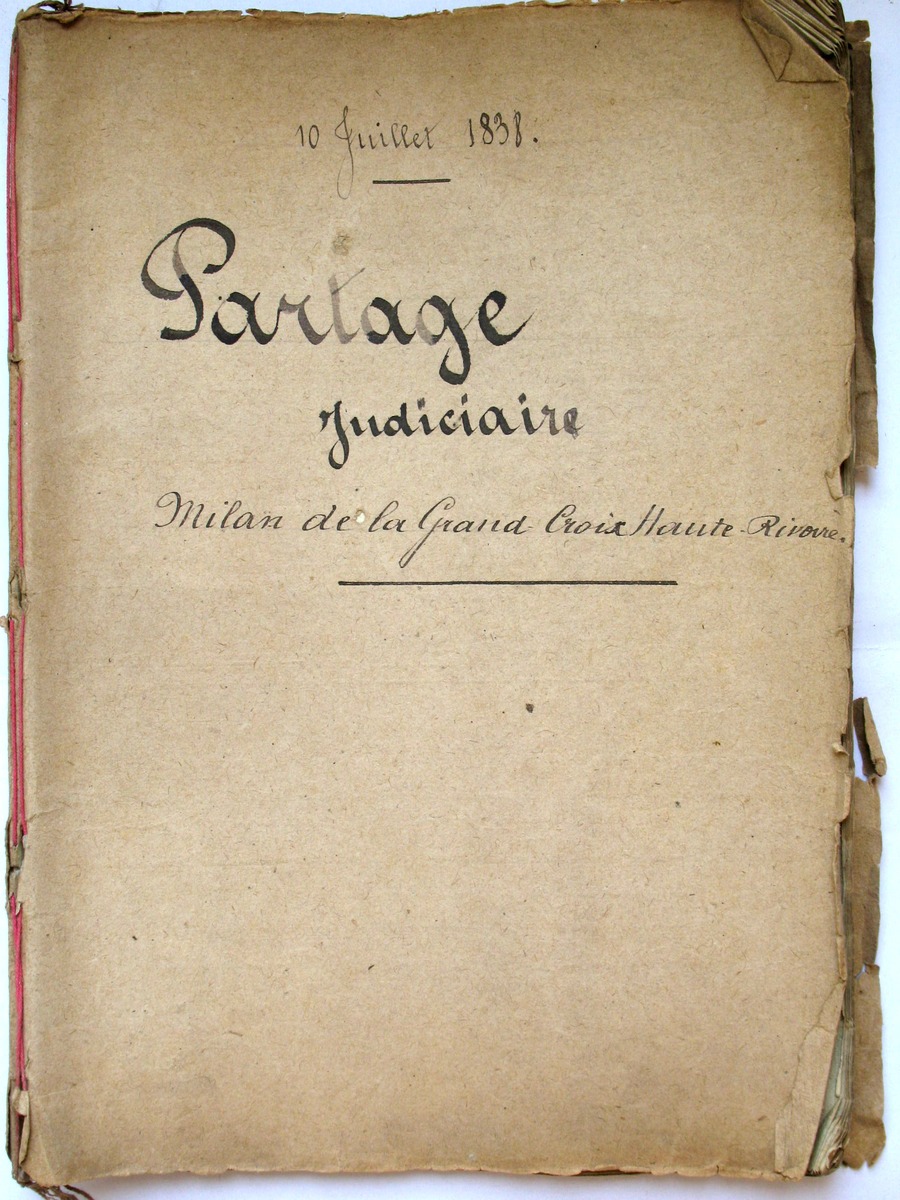 10 Juillet 1838.
Partage
Judiciaire
Milan de la Grand-Croix Haute-Rivoire.